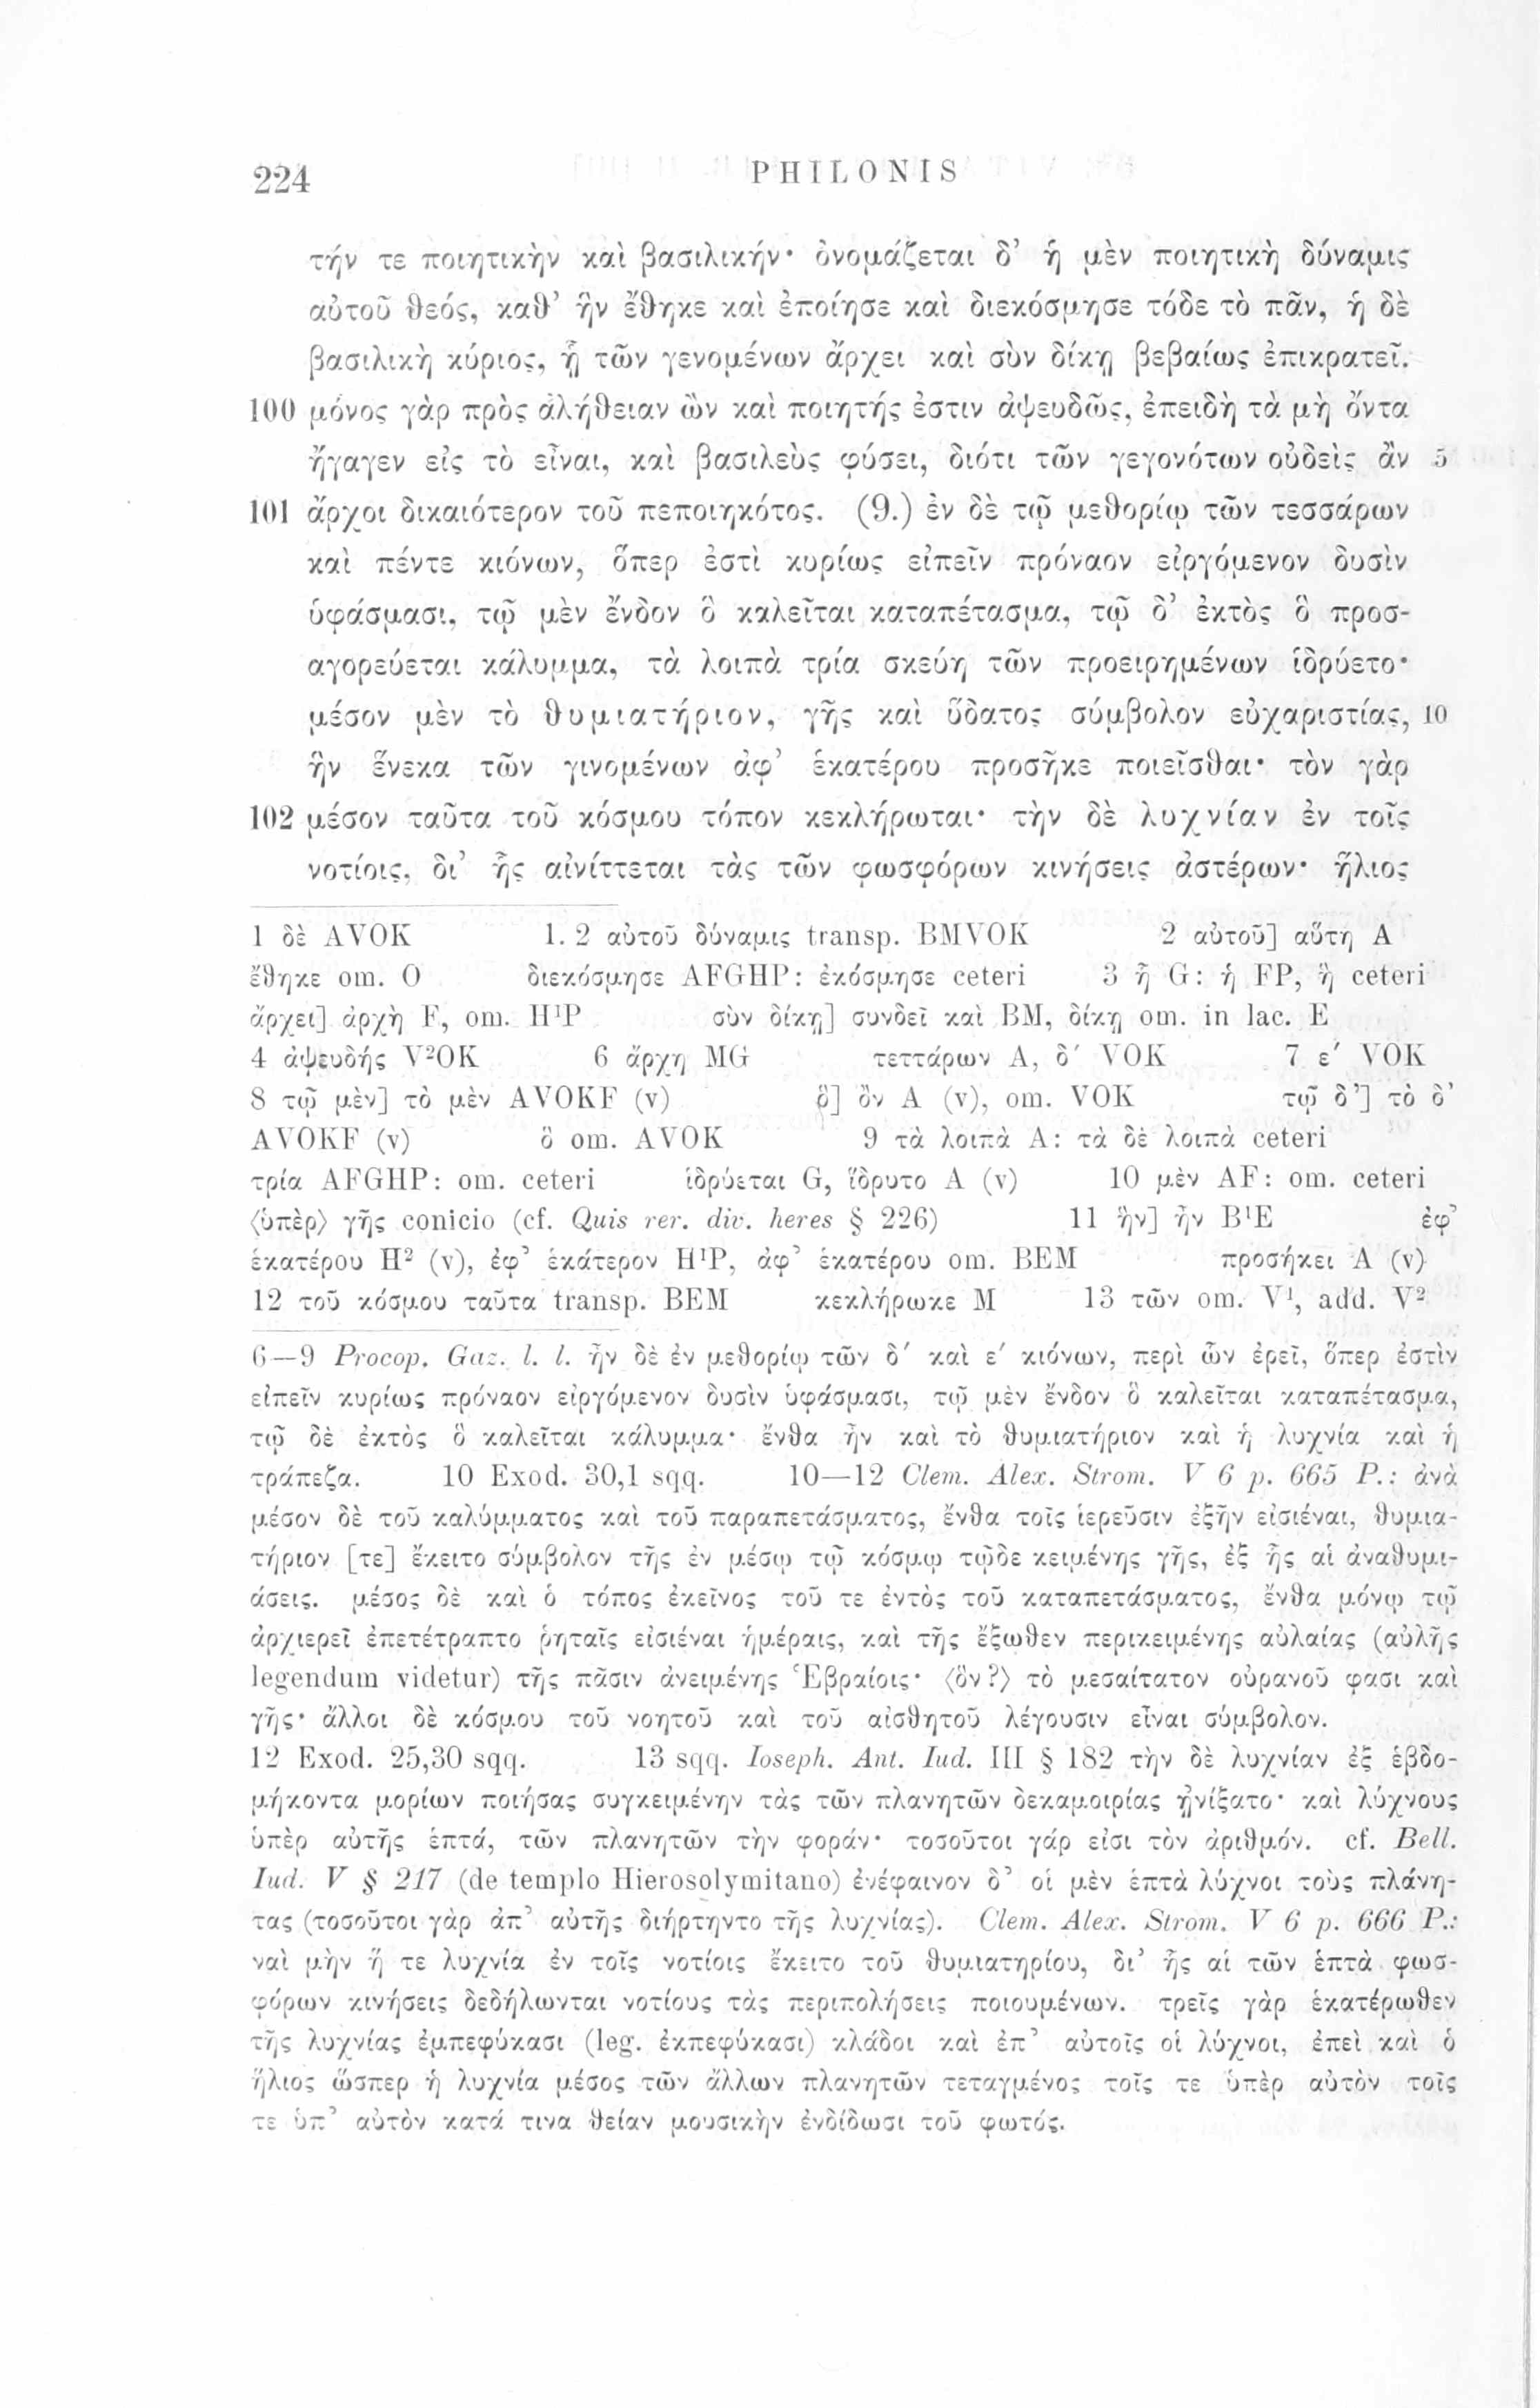 224 PHILONIS
τήν τε ποιητικὴν καὶ βασιλικήν· ὀνομάζεται δ’ ἡ μὲν ποιητικὴ δύναμις
αὐτοῦ θεός, καθ’ ἣν ἔθηκε καὶ ἐποίησε καὶ διεκόσμησε τόδε τὸ πᾶν, ἡ δὲ
βασιλικὴ κύριος, ᾗ τῶν γενομένων ἄρχει καὶ σὺν δίκῃ βεβαίως ἐπικρατεῖ.
100 μόνος γὰρ πρὸς ἀλήθειαν ὢν καὶ ποιητής ἐστιν ἀψευδῶς, ἐπειδὴ τὰ μὴ ὄντα
ἤγαγεν εἰς τὸ εἶναι, καὶ βασιλεὺς φύσει, διότι τῶν γεγονότων οὐδεὶς ἂν 5
101 ἄρχοι δικαιότερον τοῦ πεποιηκότος. (9.) ἐν δὲ τῷ μεθορίῳ τῶν τεσσάρων
καὶ πέντε κιόνων, ὅπερ ἐστὶ κυρίως εἰπεῖν πρόναον εἰργόμενον δυσὶν
ὑφάσμασι, τῷ μὲν ἔνδον ὃ καλεῖται καταπέτασμα, τῷ δ’ ἐκτὸς ὃ προσ-
αγορεύεται κάλυμμα, τὰ λοιπὰ τρία σκεύη τῶν προειρημένων ἱδρύετο·
μέσον μὲν τὸ θυμιατήριον, γῆς καὶ ὕδατος σύμβολον εὐχαριστίας, 10
ἣν ἕνεκα τῶν γινομένων ἀφ’ ἑκατέρου προσῆκε ποιεῖσθαι· τὸν γὰρ
102 μέσον ταῦτα τοῦ κόσμου τόπον κεκλήρωται· τὴν δὲ λυχνίαν ἐν τοῖς
νοτίοις, δι’ ἧς αἰνίττεται τὰς τῶν φωσφόρων κινήσεις ἀστέρων· ἥλιος
1 δὲ AVOK 1. 2 αὐτοῦ δύναμις transp. BMVOK 2 αὐτοῦ] αὕτη A
ἔθηκε om. O διεκόσμησε AFGHP: ἐκόσμησε ceteri 3 ᾗ G: ἡ FP, ἣ ceteri
ἄρχει] ἀρχὴ F, om. H¹P σὺν δίκῃ] συνδεῖ καὶ BM, δίκῃ om. in lac. E
4 ἀψευδής V²OK 6 ἄρχῃ MG τεττάρων A, δ′ VOK 7 ε′ VOK
8 τῷ μὲν] τὸ μὲν AVOKF (v) ὃ] ὃν A (v), om. VOK τῷ δ’] τὸ δ’
AVOKF (v) ὃ om. AVOK 9 τὰ λοιπὰ A: τὰ δὲ λοιπὰ ceteri
τρία AFGHP: om. ceteri ἱδρύεται G, ἵδρυτο A (v) 10 μὲν AF: om. ceteri
⟨ὑπὲρ⟩ γῆς conicio (cf. Quis rer. div. heres § 226) 11 ἣν] ἦν B¹E ἐφ’
ἑκατέρου H² (v), ἐφ’ ἑκάτερον H¹P, ἀφ’ ἑκατέρου om. BEM προσήκει A (v)
12 τοῦ κόσμου ταῦτα transp. BEM κεκλήρωκε M 13 τῶν om. V¹, add. V²
6—9 Procop. Gaz. l. l. ἦν δὲ ἐν μεθορίῳ τῶν δ′ καὶ ε′ κιόνων, περὶ ὧν ἐρεῖ, ὅπερ ἐστὶν
εἰπεῖν κυρίως πρόναον εἰργόμενον δυσὶν ὑφάσμασι, τῷ μὲν ἔνδον ὃ καλεῖται καταπέτασμα,
τῷ δὲ ἐκτὸς ὃ καλεῖται κάλυμμα· ἔνθα ἦν καὶ τὸ θυμιατήριον καὶ ἡ λυχνία καὶ ἡ
τράπεζα. 10 Exod. 30,1 sqq. 10—12 Clem. Alex. Strom. V 6 p. 665 P.: ἀνὰ
μέσον δὲ τοῦ καλύμματος καὶ τοῦ παραπετάσματος, ἔνθα τοῖς ἱερεῦσιν ἐξῆν εἰσιέναι, θυμια-
τήριον [τε] ἔκειτο σύμβολον τῆς ἐν μέσῳ τῷ κόσμῳ τῷδε κειμένης γῆς, ἐξ ἧς αἱ ἀναθυμι-
άσεις. μέσος δὲ καὶ ὁ τόπος ἐκεῖνος τοῦ τε ἐντὸς τοῦ καταπετάσματος, ἔνθα μόνῳ τῷ
ἀρχιερεῖ ἐπετέτραπτο ῥηταῖς εἰσιέναι ἡμέραις, καὶ τῆς ἔξωθεν περικειμένης αὐλαίας (αὐλῆς
legendum videtur) τῆς πᾶσιν ἀνειμένης Ἑβραίοις· ⟨ὃν?⟩ τὸ μεσαίτατον οὐρανοῦ φασι καὶ
γῆς· ἄλλοι δὲ κόσμου τοῦ νοητοῦ καὶ τοῦ αἰσθητοῦ λέγουσιν εἶναι σύμβολον.
12 Exod. 25,30 sqq. 13 sqq. Ioseph. Ant. Iud. III § 182 τὴν δὲ λυχνίαν ἐξ ἑβδο-
μήκοντα μορίων ποιήσας συγκειμένην τὰς τῶν πλανητῶν δεκαμοιρίας ᾐνίξατο· καὶ λύχνους
ὑπὲρ αὐτῆς ἑπτά, τῶν πλανητῶν τὴν φοράν· τοσοῦτοι γάρ εἰσι τὸν ἀριθμόν. cf. Bell.
Iud. V § 217 (de templo Hierosolymitano) ἐνέφαινον δ’ οἱ μὲν ἑπτὰ λύχνοι τοὺς πλάνη-
τας (τοσοῦτοι γὰρ ἀπ’ αὐτῆς διήρτηντο τῆς λυχνίας). Clem. Alex. Strom. V 6 p. 666 P.:
ναὶ μὴν ἥ τε λυχνία ἐν τοῖς νοτίοις ἔκειτο τοῦ θυμιατηρίου, δι’ ἧς αἱ τῶν ἑπτὰ φωσ-
φόρων κινήσεις δεδήλωνται νοτίους τὰς περιπολήσεις ποιουμένων. τρεῖς γὰρ ἑκατέρωθεν
τῆς λυχνίας ἐμπεφύκασι (leg. ἐκπεφύκασι) κλάδοι καὶ ἐπ’ αὐτοῖς οἱ λύχνοι, ἐπεὶ καὶ ὁ
ἥλιος ὥσπερ ἡ λυχνία μέσος τῶν ἄλλων πλανητῶν τεταγμένος τοῖς τε ὑπὲρ αὐτὸν τοῖς
τε ὑπ’ αὐτὸν κατά τινα θείαν μουσικὴν ἐνδίδωσι τοῦ φωτός.